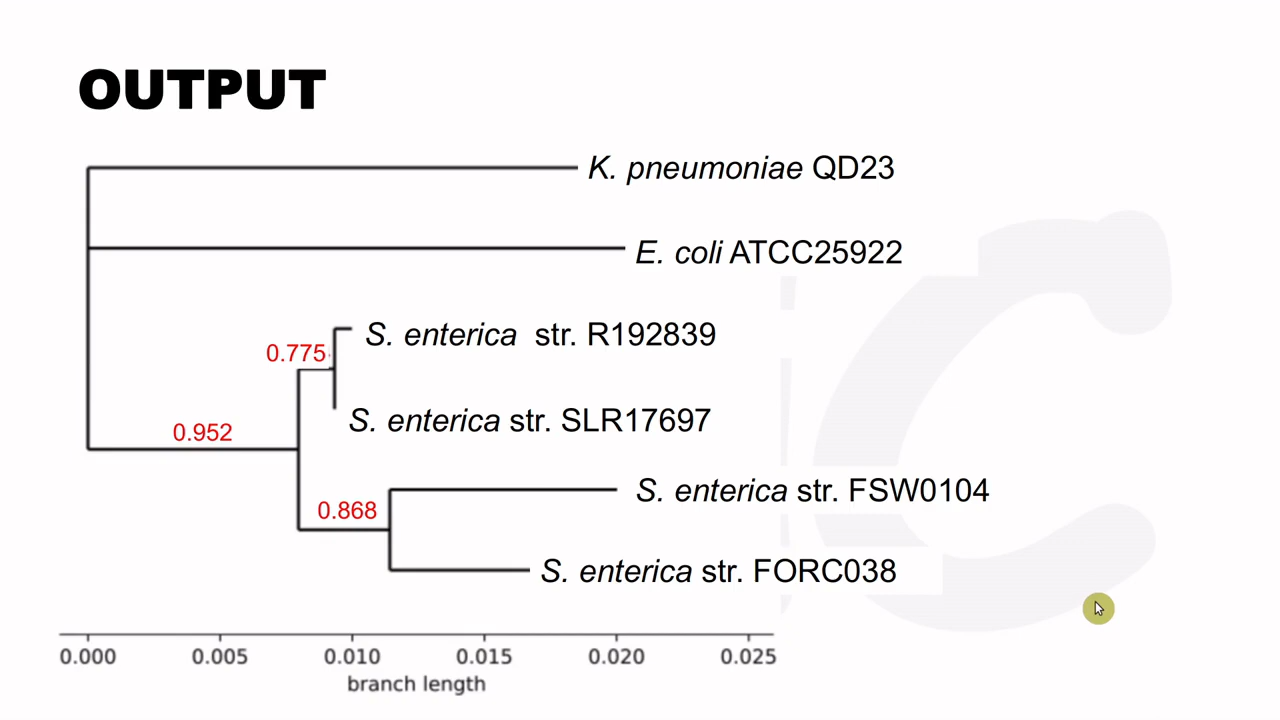 OUTPUT
K. pneumoniae QD23
E. coli ATCC25922
S. enterica str. R192839
0.775
S. enterica str. SLR17697
0.952
S. enterica str. FSW0104
0.868
S. enterica str. FORC038
0.000 0.005 0.010 0.015 0.020 0.025
branch length